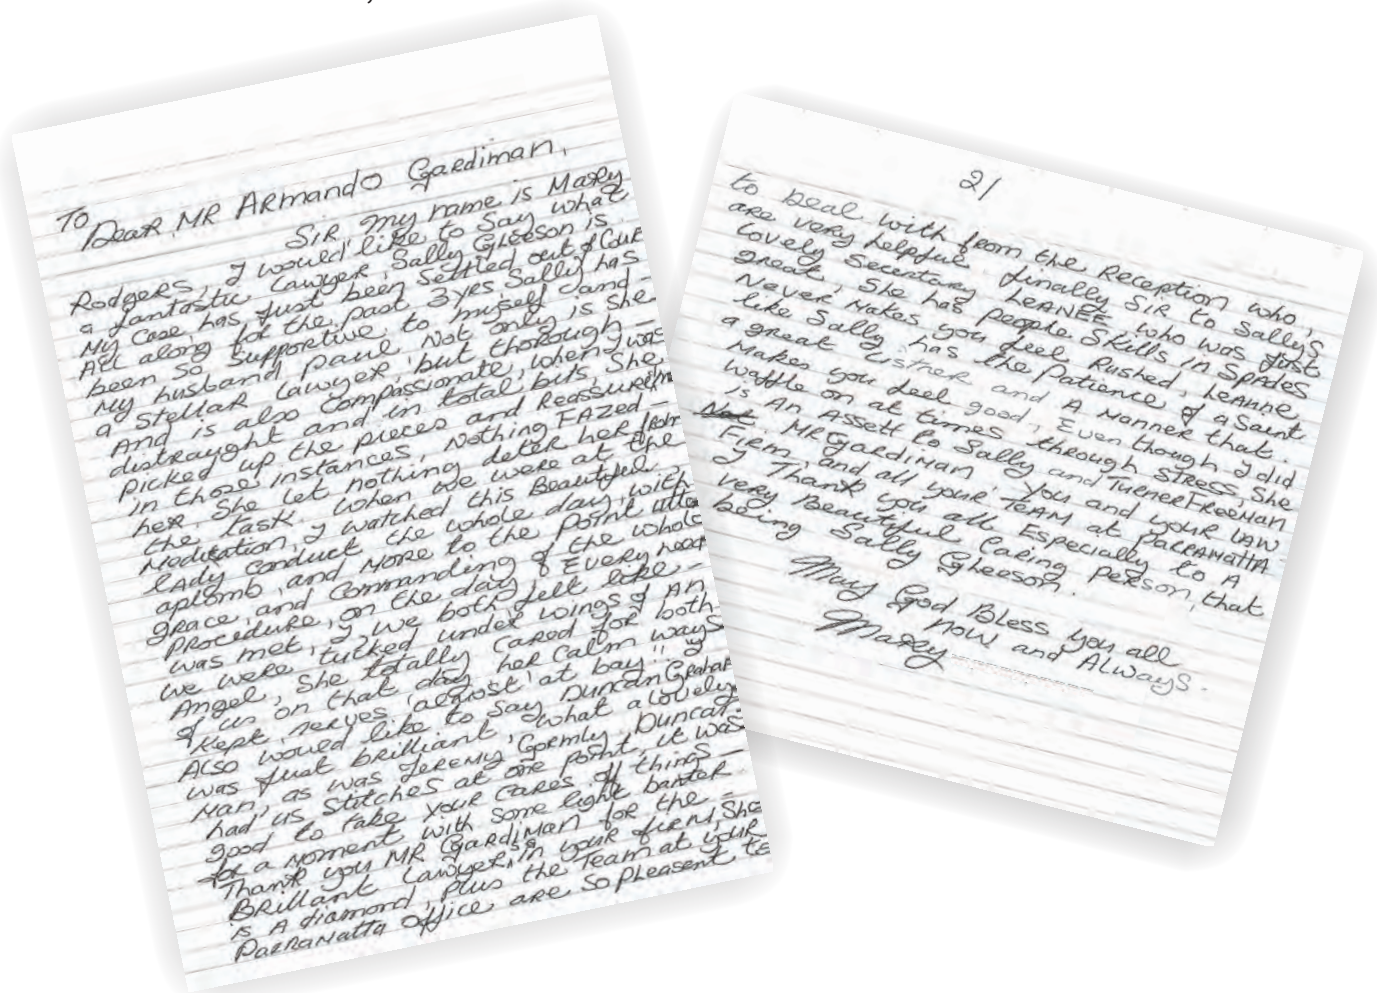 To
Dear MR ARmando Gardiman,
SIR my name is Mary
Rodgers, I would like to Say what
a fantastic Lawyer, Sally Gleeson is.
My Case has just been settled out of Court
All along for the past 3 yrs Sally has
been so supportive to myself and -
My husband paul. Not only is She
a Stellar Lawyer, but thorough -
And is also Compassionate, when I was
distraught and in total bits, She
picked up the pieces and Reassured me
in those instances, Nothing FAZED -
her. She let nothing deter her from
the task. When we were at the
Mediation, I watched this Beautiful
lady Conduct the whole day, with
aplomb, and More to the Point
grace, and Commanding of the whole
procedure, on the day, Every need
was met, I, we both felt like -
we were tucked under wings of AN
Angel, She totally Cared for both
of us on that day, her calm ways
Kept nerves almost at bay!! I
Also would like to say Duncan Graham
was just brilliant, what a lovely
Man, as was Jeremy Gormly, Duncan
had us Stitches at one point, it was
good to take your cares off things -
for a moment with some light banter
Thank you MR Gardiman for the -
BRillant Lawyer, in your firm, She
is A diamond, plus the Team at your
Parramatta office are so pleasent to
2/
to Deal with from the Reception who,
are very helpful. finally SIR to Sally's
Lovely Secertary LeANEE who was just
great, She has people Skills in Spades
Never makes you feel Rushed, LeAnne
like Sally has the Patience of a Saint
a great listner and A Manner that
Makes you feel good, Even though I did
waffle on at times through STRess, She
is An Assett to Sally and TurnerFreeman
MRGardiman you and your LAW
Firm, and all your TEAM at PARRAMATTA -
I Thank you all Especially to A
very Beautiful Caring person, that
being Sally Gleeson.
May God Bless you all
now and ALways.
Mary